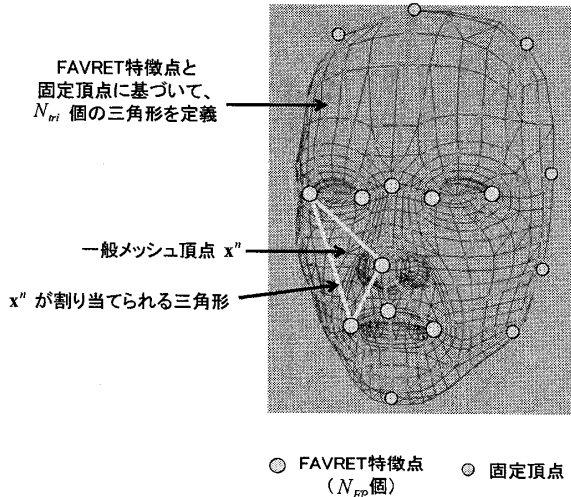 FAVRET特徴点と
固定頂点に基づいて、
N_tri 個の三角形を定義
一般メッシュ頂点 xⁿ
xⁿ が割り当てられる三角形
FAVRET特徴点
（N_FP個）
固定頂点